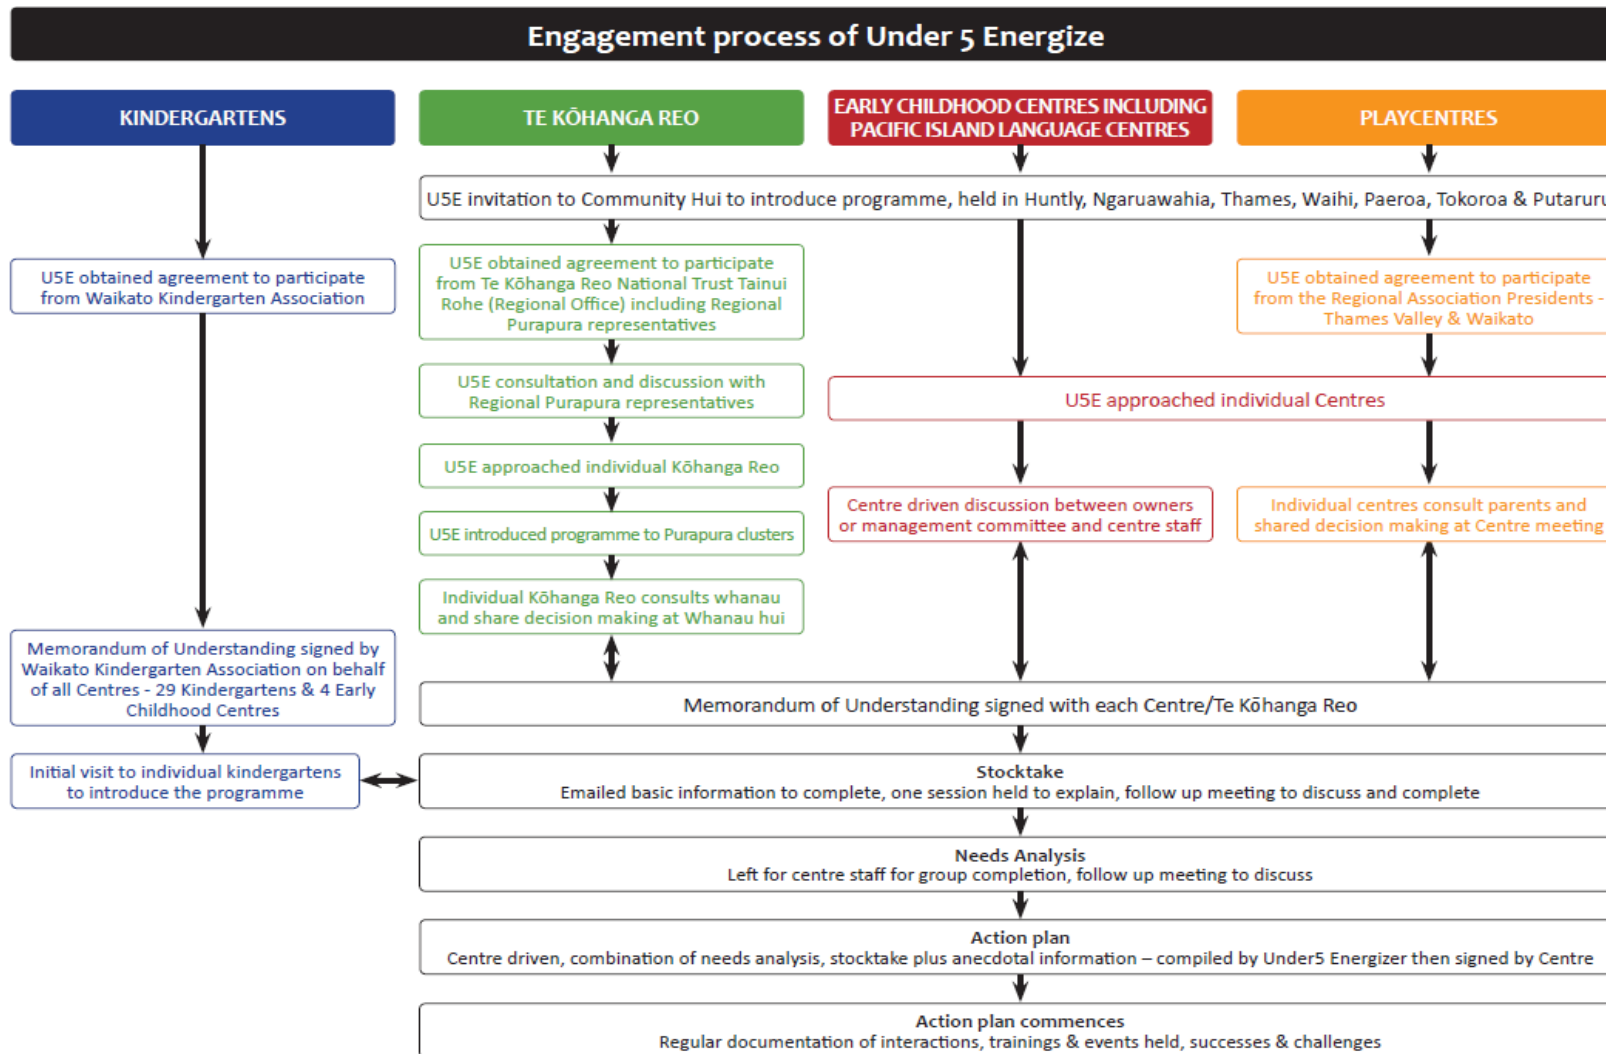 Engagement process of Under 5 Energize
KINDERGARTENS
TE KŌHANGA REO
EARLY CHILDHOOD CENTRES INCLUDING
PACIFIC ISLAND LANGUAGE CENTRES
PLAYCENTRES
U5E invitation to Community Hui to introduce programme, held in Huntly, Ngaruawahia, Thames, Waihi, Paeroa, Tokoroa & Putaruru
U5E obtained agreement to participate
from Waikato Kindergarten Association
U5E obtained agreement to participate
from Te Kōhanga Reo National Trust Tainui
Rohe (Regional Office) including Regional
Purapura representatives
U5E obtained agreement to participate
from the Regional Association Presidents -
Thames Valley & Waikato
U5E consultation and discussion with
Regional Purapura representatives
U5E approached individual Centres
U5E approached individual Kōhanga Reo
Centre driven discussion between owners
or management committee and centre staff
Individual centres consult parents and
shared decision making at Centre meeting
U5E introduced programme to Purapura clusters
Individual Kōhanga Reo consults whanau
and share decision making at Whanau hui
Memorandum of Understanding signed by
Waikato Kindergarten Association on behalf
of all Centres - 29 Kindergartens & 4 Early
Childhood Centres
Memorandum of Understanding signed with each Centre/Te Kōhanga Reo
Initial visit to individual kindergartens
to introduce the programme
Stocktake
Emailed basic information to complete, one session held to explain, follow up meeting to discuss and complete
Needs Analysis
Left for centre staff for group completion, follow up meeting to discuss
Action plan
Centre driven, combination of needs analysis, stocktake plus anecdotal information – compiled by Under5 Energizer then signed by Centre
Action plan commences
Regular documentation of interactions, trainings & events held, successes & challenges